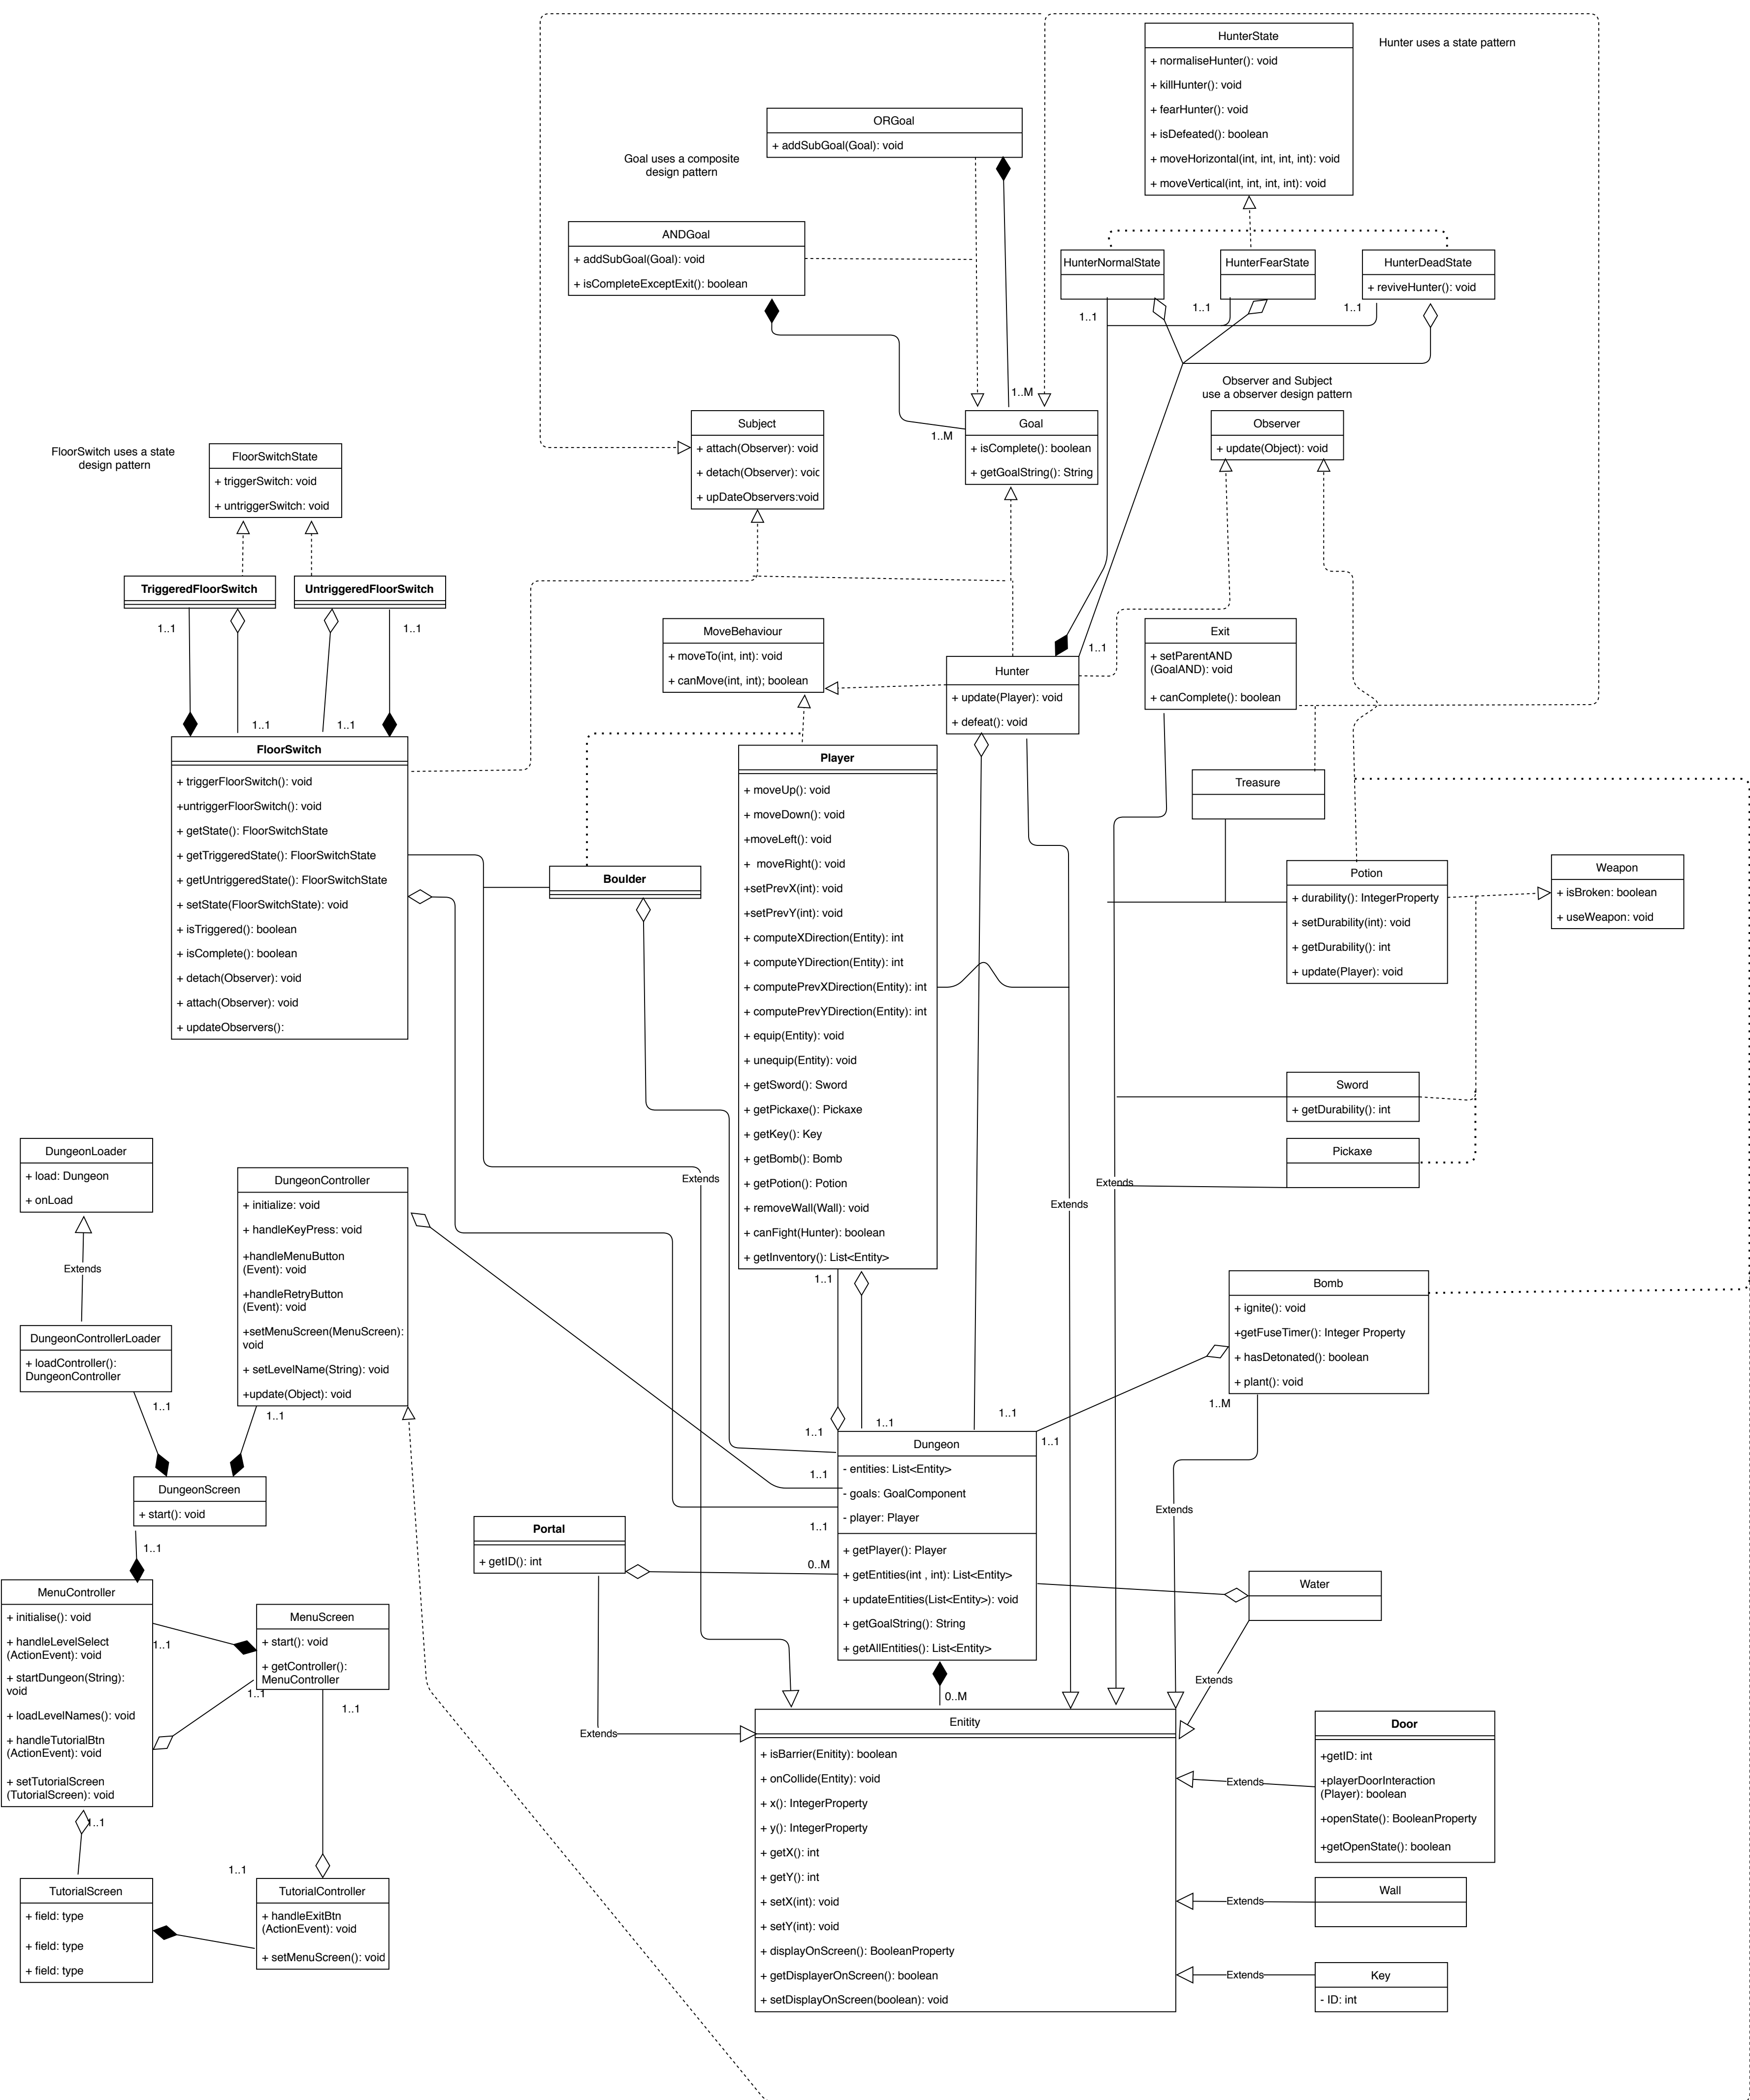 HunterState
+ normaliseHunter(): void
+ killHunter(): void
+ fearHunter(): void
+ isDefeated(): boolean
+ moveHorizontal(int, int, int, int): void
+ moveVertical(int, int, int, int): void
Hunter uses a state pattern
ORGoal
+ addSubGoal(Goal): void
Goal uses a composite
design pattern
ANDGoal
+ addSubGoal(Goal): void
+ isCompleteExceptExit(): boolean
HunterNormalState
HunterFearState
HunterDeadState
+ reviveHunter(): void
1..1
1..1
1..1
Observer and Subject
use a observer design pattern
1..M
1..M
Subject
+ attach(Observer): void
+ detach(Observer): void
+ upDateObservers:void
Goal
+ isComplete(): boolean
+ getGoalString(): String
Observer
+ update(Object): void
FloorSwitch uses a state
design pattern
FloorSwitchState
+ triggerSwitch: void
+ untriggerSwitch: void
TriggeredFloorSwitch
UntriggeredFloorSwitch
1..1
1..1
1..1
1..1
MoveBehaviour
+ moveTo(int, int): void
+ canMove(int, int); boolean
Hunter
+ update(Player): void
+ defeat(): void
1..1
Exit
+ setParentAND
(GoalAND): void
+ canComplete(): boolean
FloorSwitch
+ triggerFloorSwitch(): void
+untriggerFloorSwitch(): void
+ getState(): FloorSwitchState
+ getTriggeredState(): FloorSwitchState
+ getUntriggeredState(): FloorSwitchState
+ setState(FloorSwitchState): void
+ isTriggered(): boolean
+ isComplete(): boolean
+ detach(Observer): void
+ attach(Observer): void
+ updateObservers():
Boulder
Player
+ moveUp(): void
+ moveDown(): void
+moveLeft(): void
+ moveRight(): void
+setPrevX(int): void
+setPrevY(int): void
+ computeXDirection(Entity): int
+ computeYDirection(Entity): int
+ computePrevXDirection(Entity): int
+ computePrevYDirection(Entity): int
+ equip(Entity): void
+ unequip(Entity): void
+ getSword(): Sword
+ getPickaxe(): Pickaxe
+ getKey(): Key
+ getBomb(): Bomb
+ getPotion(): Potion
+ removeWall(Wall): void
+ canFight(Hunter): boolean
+ getInventory(): List<Entity>
Treasure
Potion
+ durability(): IntegerProperty
+ setDurability(int): void
+ getDurability(): int
+ update(Player): void
Weapon
+ isBroken: boolean
+ useWeapon: void
Sword
+ getDurability(): int
Pickaxe
Extends
Extends
Extends
DungeonLoader
+ load: Dungeon
+ onLoad
Extends
DungeonControllerLoader
+ loadController():
DungeonController
DungeonController
+ initialize: void
+ handleKeyPress: void
+handleMenuButton
(Event): void
+handleRetryButton
(Event): void
+setMenuScreen(MenuScreen):
void
+ setLevelName(String): void
+update(Object): void
1..1
1..1
DungeonScreen
+ start(): void
1..1
Bomb
+ ignite(): void
+getFuseTimer(): Integer Property
+ hasDetonated(): boolean
+ plant(): void
1..M
1..1
1..1
1..1
1..1
1..1
1..1
1..1
0..M
Dungeon
- entities: List<Entity>
- goals: GoalComponent
- player: Player
+ getPlayer(): Player
+ getEntities(int , int): List<Entity>
+ updateEntities(List<Entity>): void
+ getGoalString(): String
+ getAllEntities(): List<Entity>
0..M
Portal
+ getID(): int
Extends
Extends
Water
Extends
MenuController
+ initialise(): void
+ handleLevelSelect
(ActionEvent): void
+ startDungeon(String):
void
+ loadLevelNames(): void
+ handleTutorialBtn
(ActionEvent): void
+ setTutorialScreen
(TutorialScreen): void
1..1
1..1
MenuScreen
+ start(): void
+ getController():
MenuController
1..1
1..1
1..1
TutorialScreen
+ field: type
+ field: type
+ field: type
TutorialController
+ handleExitBtn
(ActionEvent): void
+ setMenuScreen(): void
Enitity
+ isBarrier(Enitity): boolean
+ onCollide(Entity): void
+ x(): IntegerProperty
+ y(): IntegerProperty
+ getX(): int
+ getY(): int
+ setX(int): void
+ setY(int): void
+ displayOnScreen(): BooleanProperty
+ getDisplayerOnScreen(): boolean
+ setDisplayOnScreen(boolean): void
Door
+getID: int
+playerDoorInteraction
(Player): boolean
+openState(): BooleanProperty
+getOpenState(): boolean
Extends
Wall
Extends
Key
- ID: int
Extends